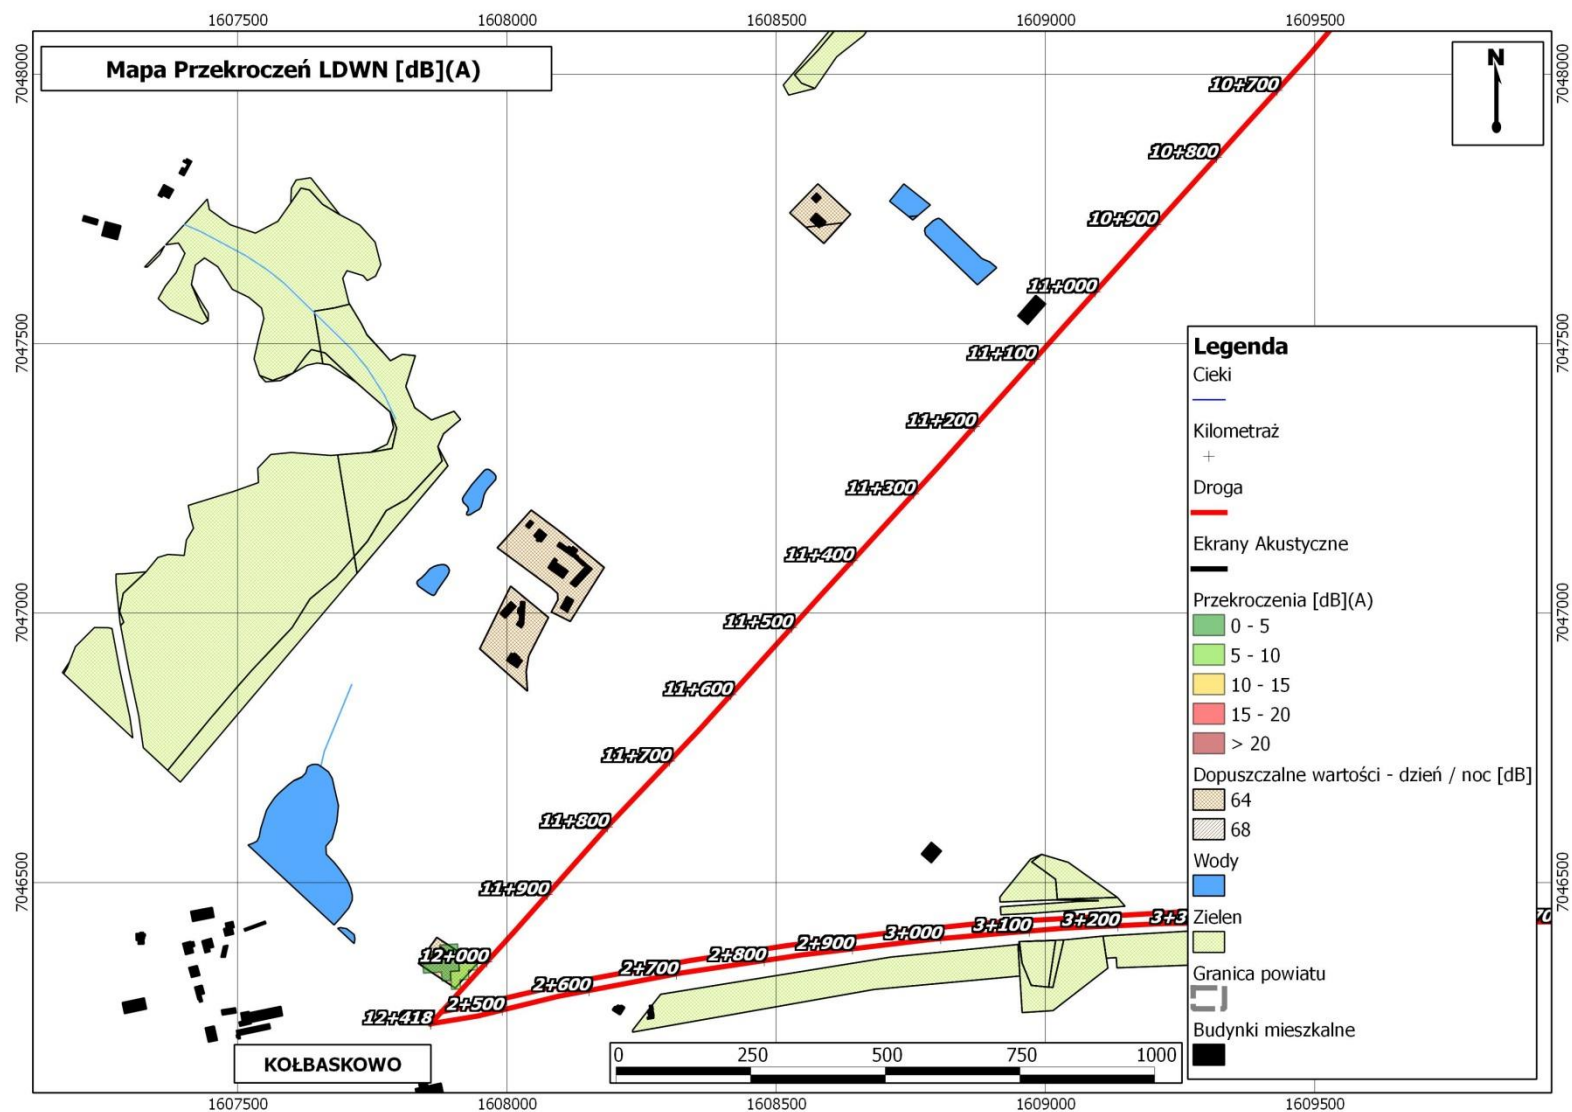 1607500 1608000 1608500 1609000 1609500
Mapa Przekroczeń LDWN [dB](A)
N
7048000 7048000
10+700
10+800
10+900
11+000
7047500 7047500
11+100
11+200
11+300
11+400
7047000 7047000
11+500
11+600
11+700
11+800
7046500 7046500
11+900
12+000
12+418
2+500
2+600
2+700
2+800
2+900
3+000
3+100
3+200
3+3
70
Legenda
Cieki
Kilometraż
Droga
Ekrany Akustyczne
Przekroczenia [dB](A)
0 - 5
5 - 10
10 - 15
15 - 20
> 20
Dopuszczalne wartości - dzień / noc [dB]
64
68
Wody
Zielen
Granica powiatu
Budynki mieszkalne
KOŁBASKOWO
0 250 500 750 1000
1607500 1608000 1608500 1609000 1609500